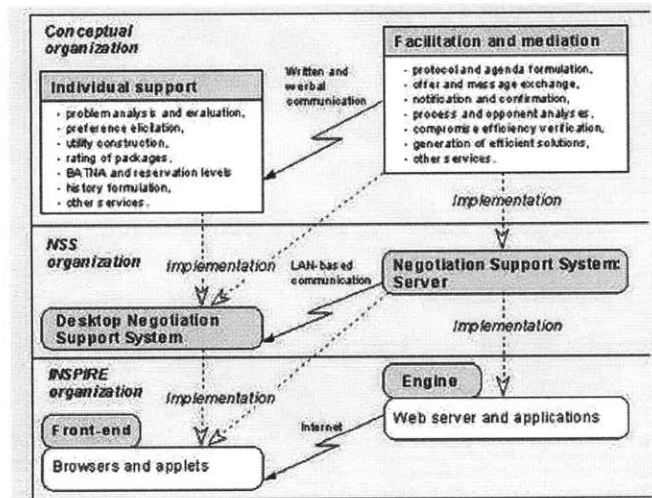 Conceptual
organization
Individual support
- problem analysis and evaluation,
- preference elicitation,
- utility construction,
- rating of packages,
- BATNA and reservation levels
- history formulation,
- other services.
Written and
werbal communication
Facilitation and mediation
- protocol and agenda formulation,
- offer and message exchange,
- notification and confirmation,
- process and opponent analyses,
- compromise efficiency verification,
- generation of efficient solutions,
- other services.
Implementation
NSS
organization
Implementation
LAN-based
communication
Negotiation Support System:
Server
Desktop Negotiation
Support System
Implementation
INSPIRE
organization
Implementation
Engine
Web server and applications
Front-end
Internet
Browsers and applets